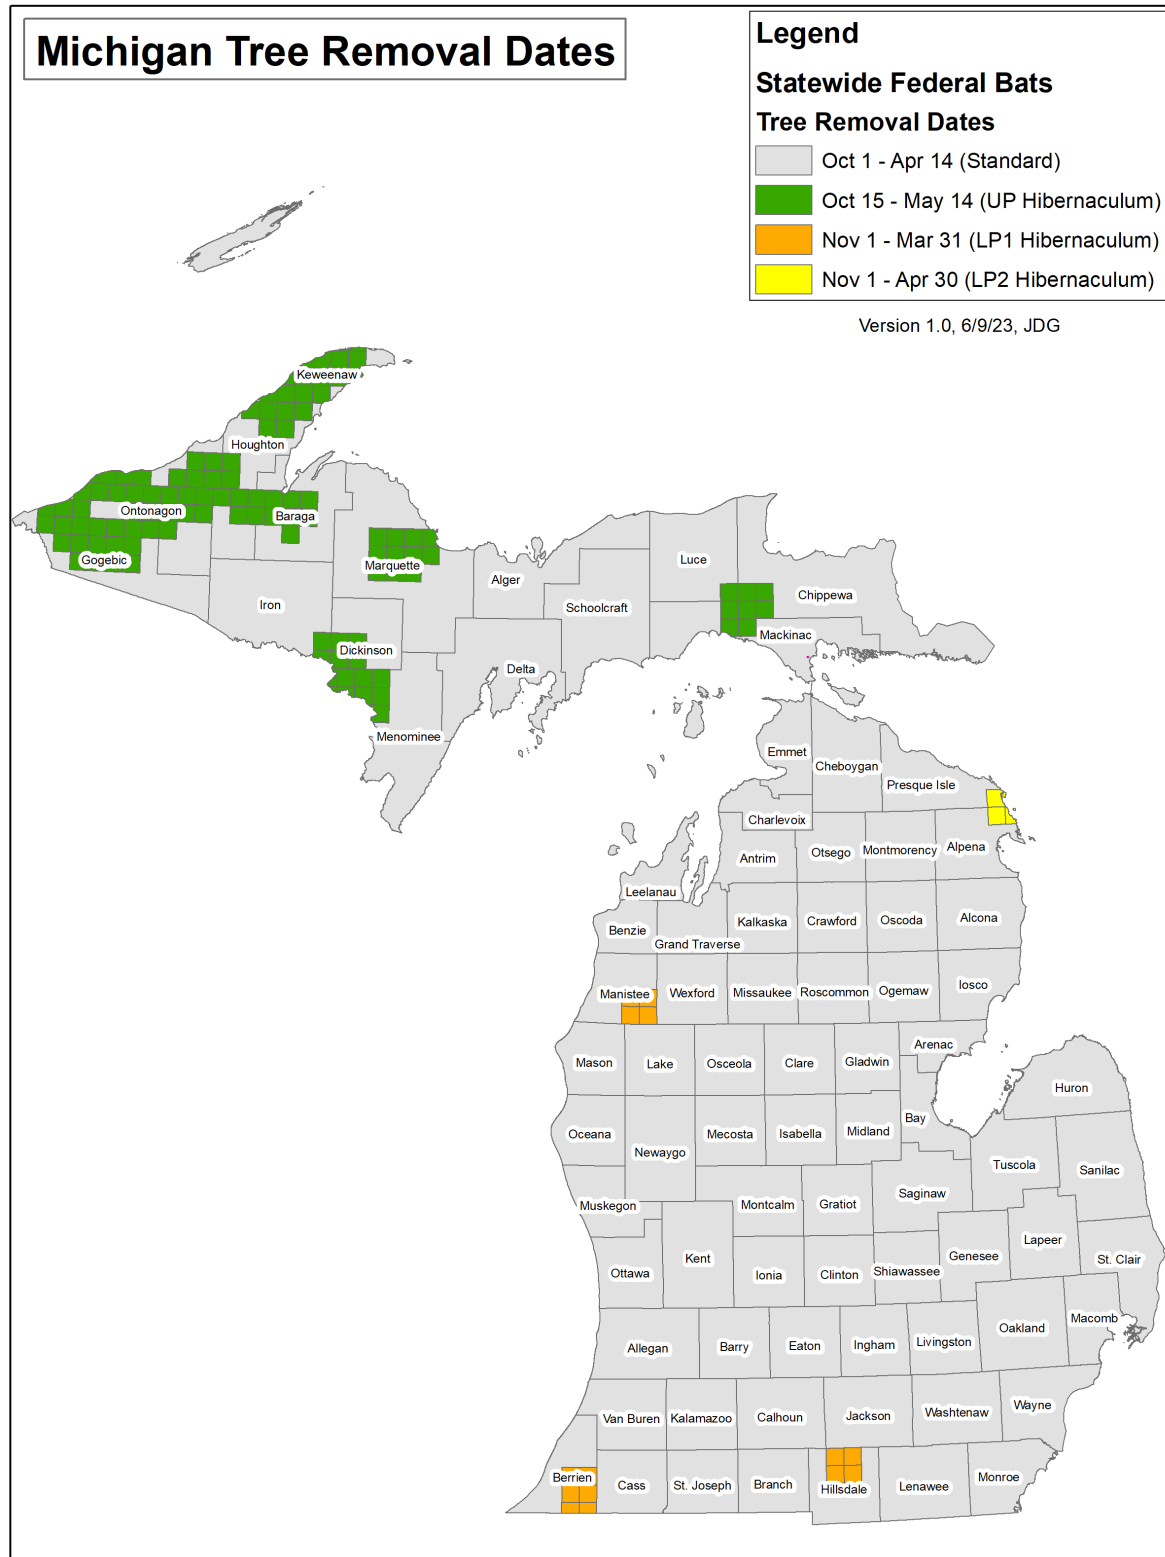 Michigan Tree Removal Dates
Legend
Statewide Federal Bats
Tree Removal Dates
Oct 1 - Apr 14 (Standard)
Oct 15 - May 14 (UP Hibernaculum)
Nov 1 - Mar 31 (LP1 Hibernaculum)
Nov 1 - Apr 30 (LP2 Hibernaculum)
Version 1.0, 6/9/23, JDG
Keweenaw
Houghton
Ontonagon
Baraga
Gogebic
Marquette
Luce
Alger
Chippewa
Iron
Schoolcraft
Mackinac
Dickinson
Delta
Menominee
Emmet
Cheboygan
Presque Isle
Charlevoix
Antrim
Otsego
Montmorency
Alpena
Leelanau
Benzie
Grand Traverse
Kalkaska
Crawford
Oscoda
Alcona
Manistee
Wexford
Missaukee
Roscommon
Ogemaw
Iosco
Mason
Lake
Osceola
Clare
Gladwin
Arenac
Huron
Oceana
Newaygo
Mecosta
Isabella
Midland
Bay
Tuscola
Sanilac
Muskegon
Montcalm
Gratiot
Saginaw
Ottawa
Kent
Ionia
Clinton
Shiawassee
Genesee
Lapeer
St. Clair
Allegan
Barry
Eaton
Ingham
Livingston
Oakland
Macomb
Van Buren
Kalamazoo
Calhoun
Jackson
Washtenaw
Wayne
Berrien
Cass
St. Joseph
Branch
Hillsdale
Lenawee
Monroe